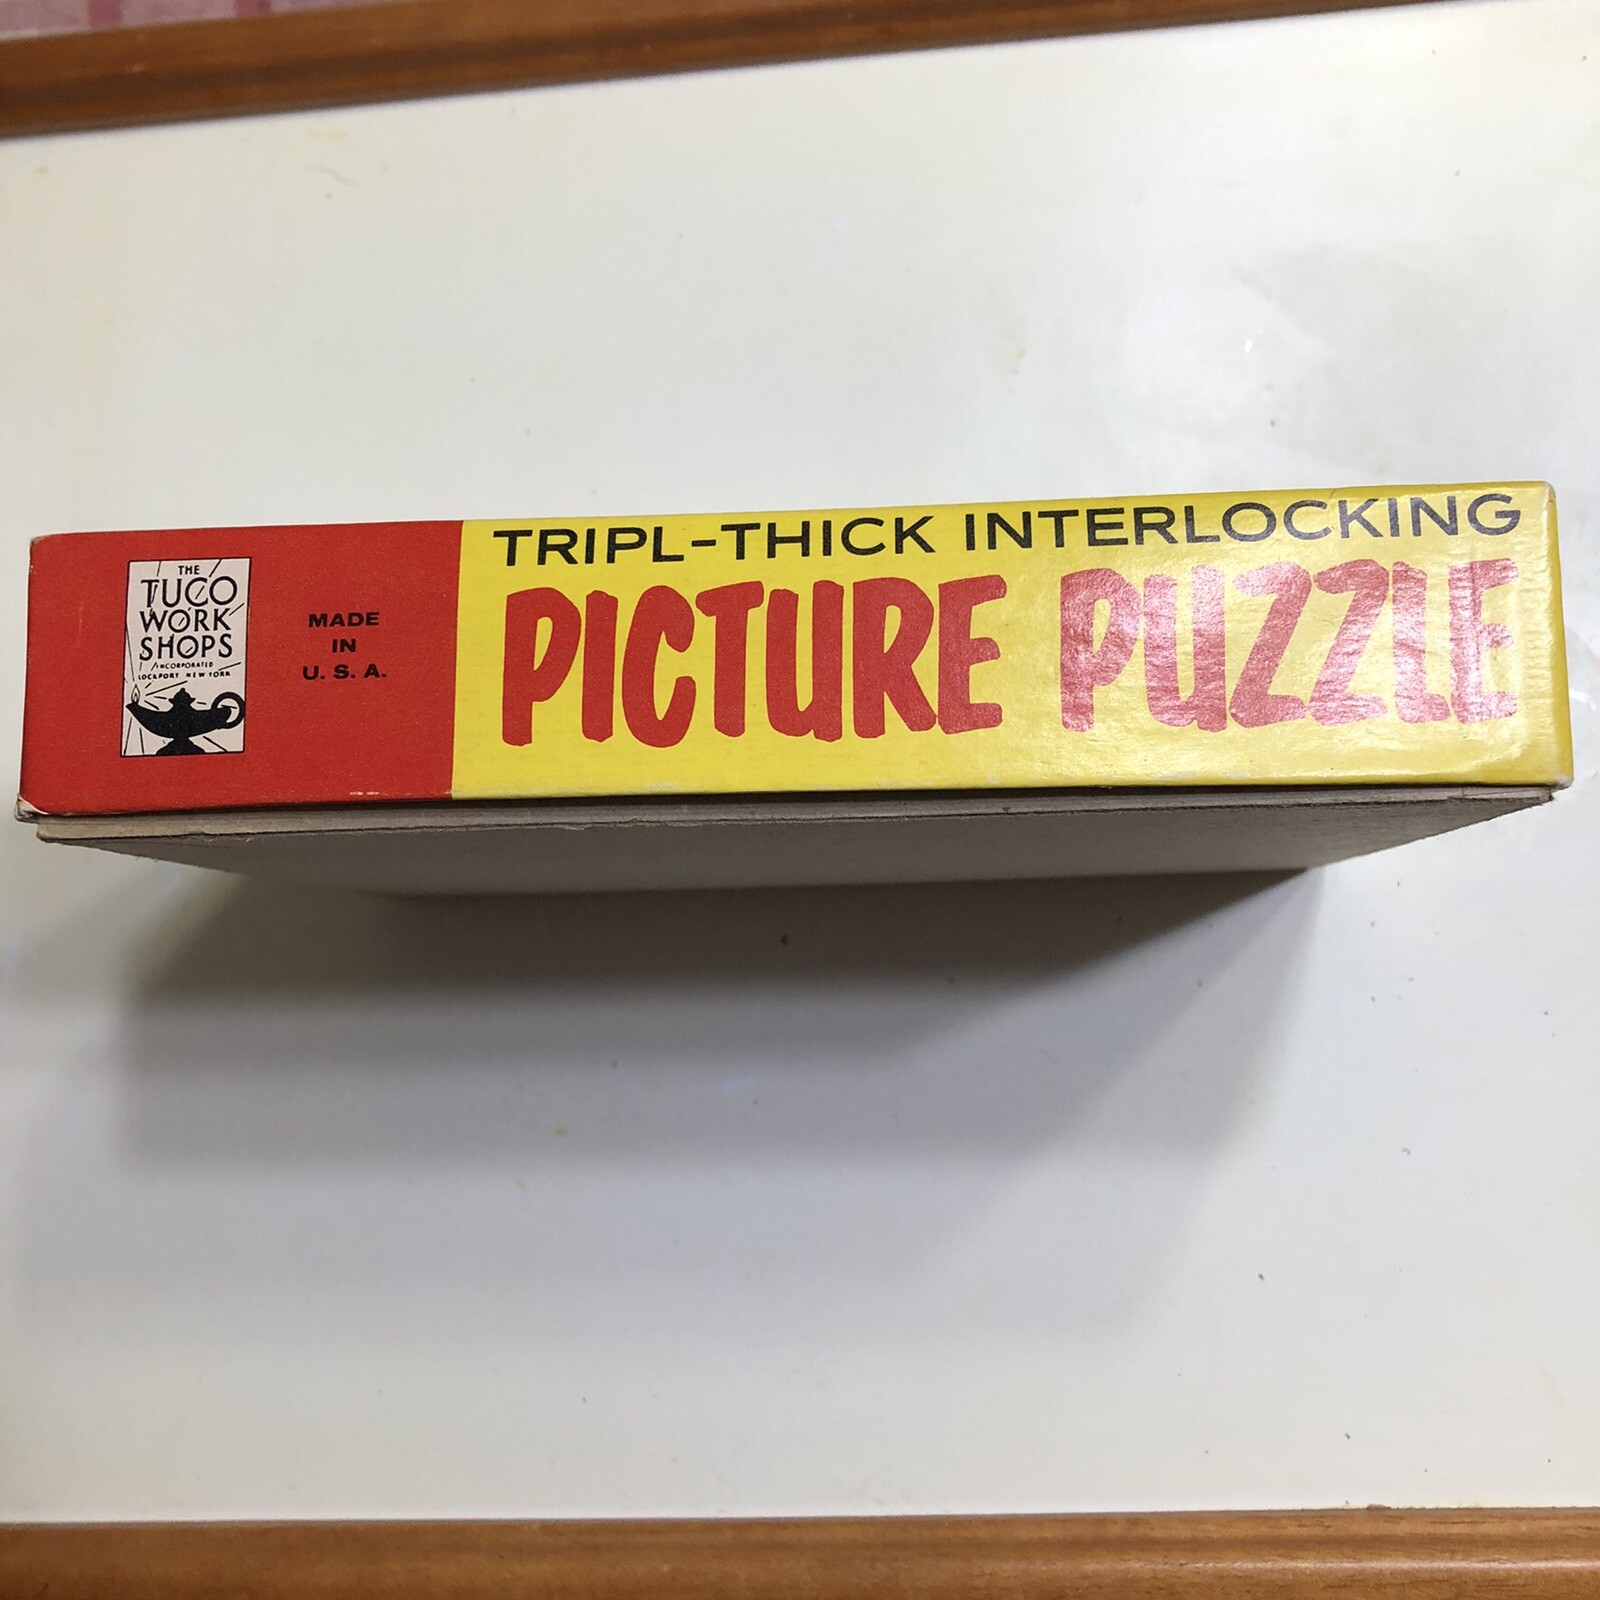 THE
TUCO
WORK
SHOPS
INCORPORATED
LOCKPORT NEW YORK
MADE
IN
U. S. A.
TRIPL-THICK INTERLOCKING
PICTURE PUZZLE